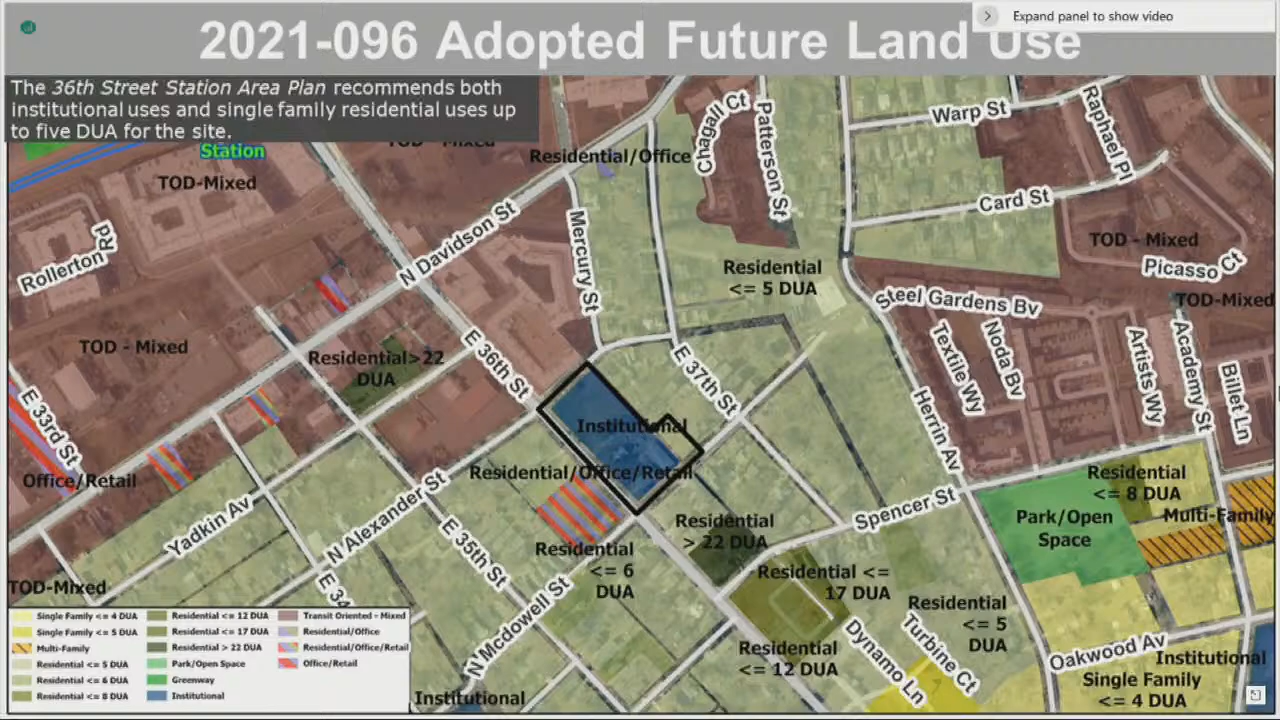 Expand panel to show video
2021-096 Adopted Future Land Use
The 36th Street Station Area Plan recommends both
institutional uses and single family residential uses up
to five DUA for the site.
Station
TOD-Mixed
TOD-Mixed
Residential/Office
Chagall Ct
Patterson St
Warp St
Raphael Pl
Card St
Rollerton Rd
N Davidson St
Mercury St
Residential
<= 5 DUA
TOD - Mixed
Picasso Ct
TOD-Mixed
Steel Gardens Bv
TOD - Mixed
Residential>22
DUA
E 36th St
E 37th St
Textile Wy
Noda Bv
Artists Wy
Academy St
Billet Ln
E 33rd St
Institutional
Herrin Av
Office/Retail
Residential/Office/Retail
Residential
<= 8 DUA
Yadkin Av
N Alexander St
E 35th St
Spencer St
Park/Open
Space
Multi-Family
Residential
> 22 DUA
Residential
<= 6
DUA
TOD-Mixed
E 34
N Mcdowell St
Residential <=
17 DUA
Residential
<= 5
DUA
Turbine Ct
Dynamo Ln
Residential
<= 12 DUA
Oakwood Av
Institutional
Single Family
<= 4 DUA
Institutional
Single Family <= 4 DUA
Single Family <= 5 DUA
Multi-Family
Residential <= 5 DUA
Residential <= 6 DUA
Residential <= 8 DUA
Residential <= 12 DUA
Residential <= 17 DUA
Residential > 22 DUA
Park/Open Space
Greenway
Institutional
Transit Oriented - Mixed
Residential/Office
Residential/Office/Retail
Office/Retail